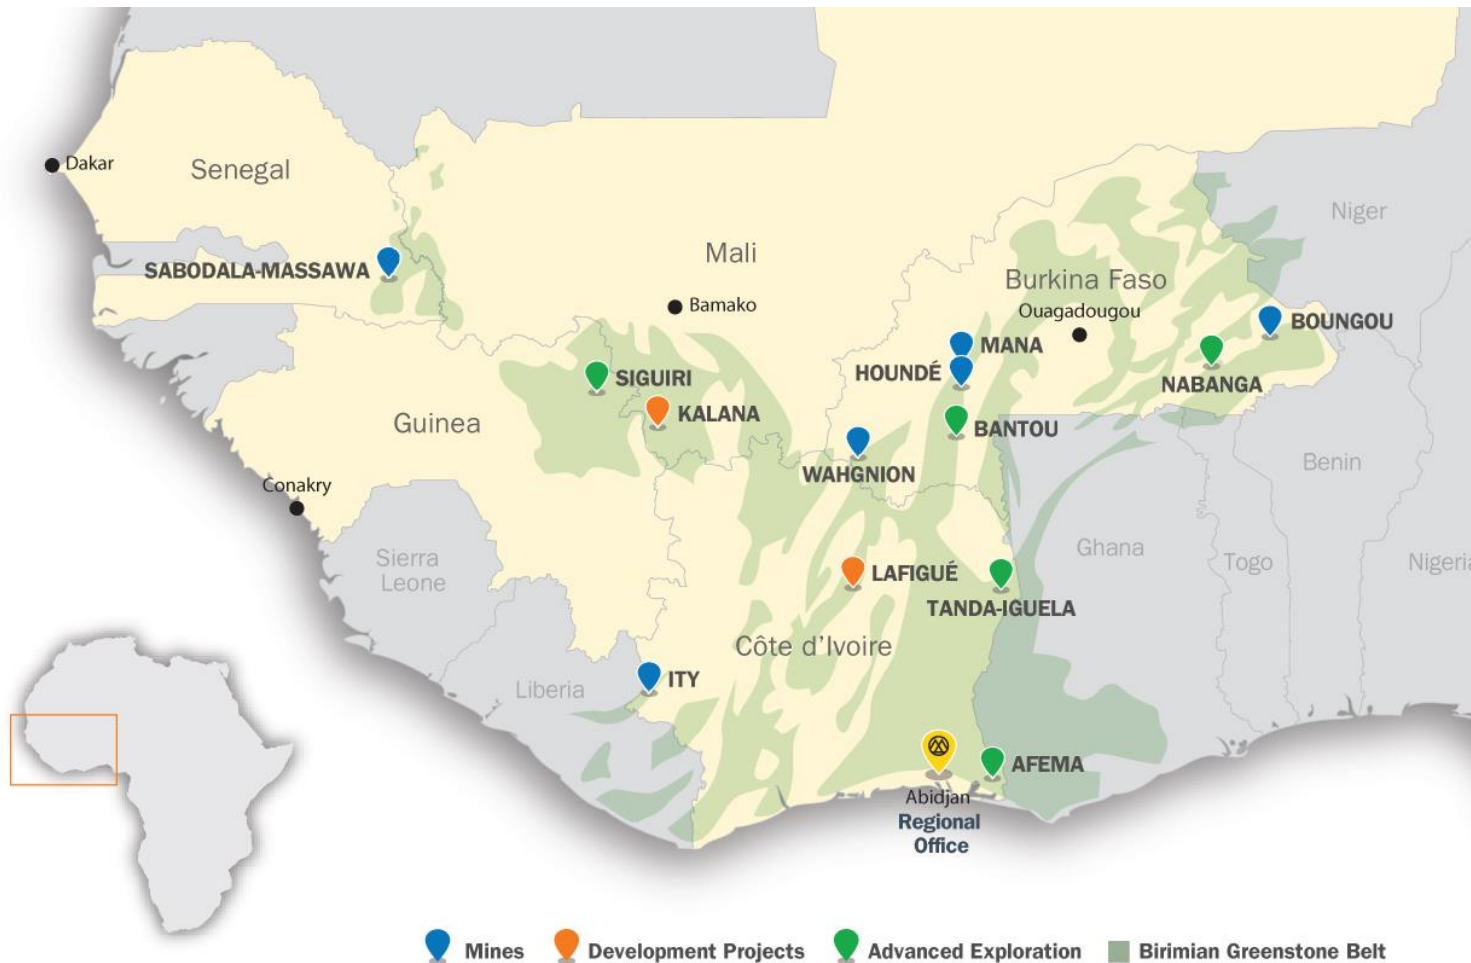 Dakar
Senegal
Niger
Mali
SABODALA-MASSAWA
Burkina Faso
Bamako
Ouagadougou
BOUNGOU
MANA
HOUNDÉ
NABANGA
SIGUIRI
KALANA
Guinea
BANTOU
WAHGNION
Benin
Conakry
Ghana
Sierra
Leone
Togo
Nigeria
LAFIGUÉ
TANDA-IGUELA
Côte d'Ivoire
ITY
Liberia
AFEMA
Abidjan
Regional
Office
Mines
Development Projects
Advanced Exploration
Birimian Greenstone Belt